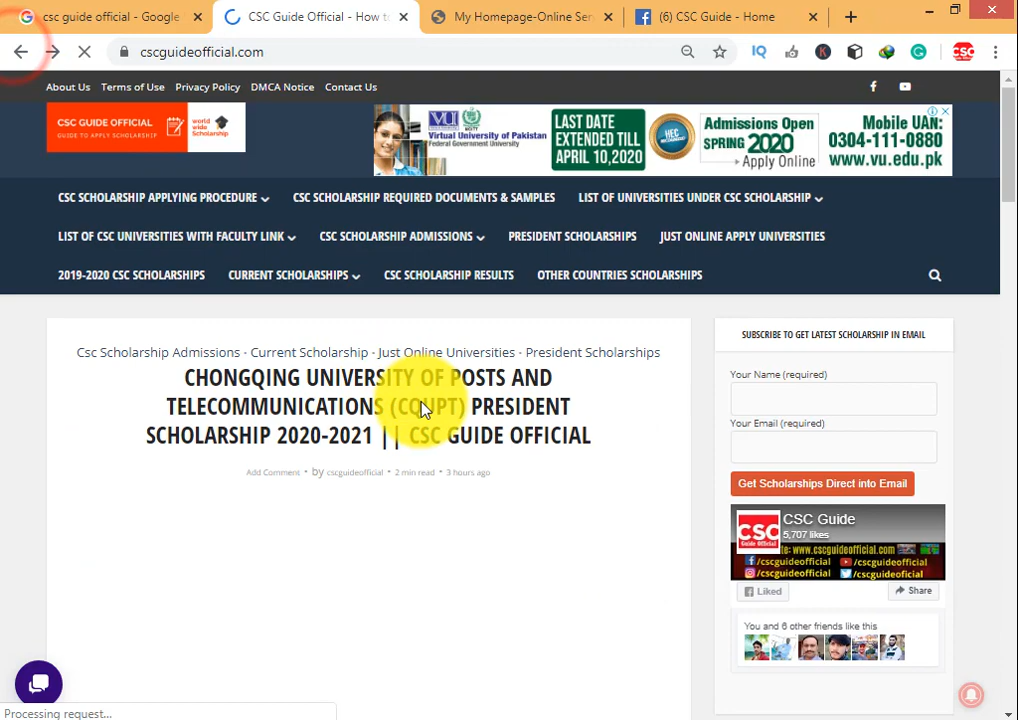 csc guide official - Google
CSC Guide Official - How to
My Homepage-Online Ser
(6) CSC Guide - Home
cscguideofficial.com
About Us
Terms of Use
Privacy Policy
DMCA Notice
Contact Us
CSC GUIDE OFFICIAL
GUIDE TO APPLY SCHOLARSHIP
world
wide
Scholarship
VU
Virtual University of Pakistan
Federal Government University
LAST DATE
EXTENDED TILL
APRIL 10,2020
HEC
Admissions Open
SPRING 2020
Apply Online
Mobile UAN:
0304-111-0880
www.vu.edu.pk
CSC SCHOLARSHIP APPLYING PROCEDURE
CSC SCHOLARSHIP REQUIRED DOCUMENTS & SAMPLES
LIST OF UNIVERSITIES UNDER CSC SCHOLARSHIP
LIST OF CSC UNIVERSITIES WITH FACULTY LINK
CSC SCHOLARSHIP ADMISSIONS
PRESIDENT SCHOLARSHIPS
JUST ONLINE APPLY UNIVERSITIES
2019-2020 CSC SCHOLARSHIPS
CURRENT SCHOLARSHIPS
CSC SCHOLARSHIP RESULTS
OTHER COUNTRIES SCHOLARSHIPS
Csc Scholarship Admissions · Current Scholarship · Just Online Universities · President Scholarships
CHONGQING UNIVERSITY OF POSTS AND
TELECOMMUNICATIONS (CQUPT) PRESIDENT
SCHOLARSHIP 2020-2021 || CSC GUIDE OFFICIAL
Add Comment • by cscguideofficial • 2 min read • 3 hours ago
SUBSCRIBE TO GET LATEST SCHOLARSHIP IN EMAIL
Your Name (required)
Your Email (required)
Get Scholarships Direct into Email
CSC
Guide Official
CSC Guide
5,707 likes
www.cscguideofficial.com
/cscguideofficial
/cscguideofficial
/cscguideofficial
/cscguideofficial
Liked
Share
You and 6 other friends like this
Processing request...